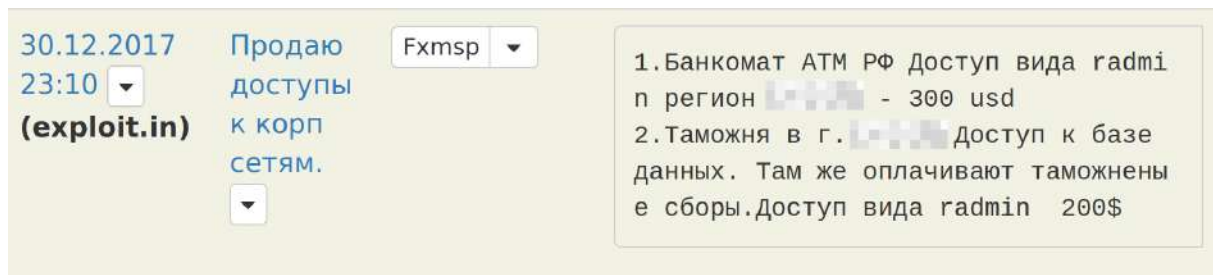 30.12.2017
23:10
(exploit.in)
Продаю
доступы
к корп
сетям.
Fxmsp
1.Банкомат АТМ РФ Доступ вида radmi
n регион - 300 usd
2.Таможня в г. Доступ к базе
данных. Там же оплачивают таможнены
е сборы.Доступ вида radmin 200$